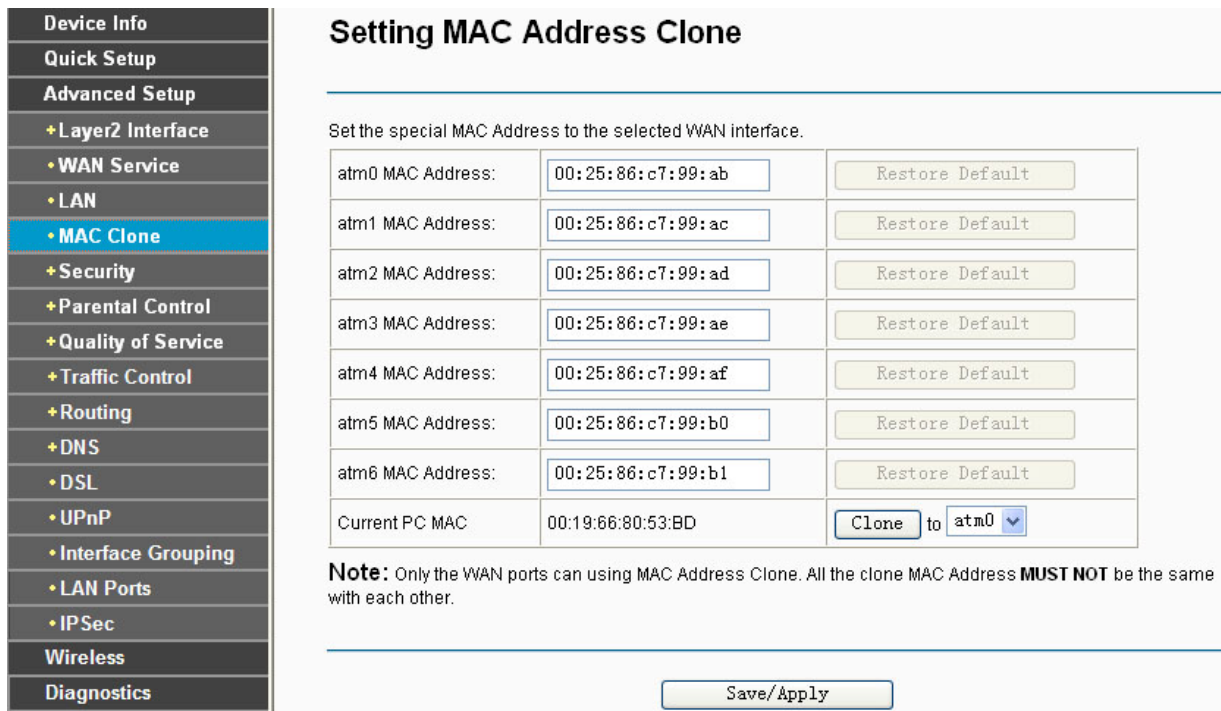 Device Info
Quick Setup
Advanced Setup
+Layer2 Interface
•WAN Service
•LAN
•MAC Clone
+Security
+Parental Control
+Quality of Service
+Traffic Control
+Routing
+DNS
•DSL
•UPnP
•Interface Grouping
•LAN Ports
•IPSec
Wireless
Diagnostics
Setting MAC Address Clone
Set the special MAC Address to the selected WAN interface.
atm0 MAC Address: 00:25:86:c7:99:ab Restore Default
atm1 MAC Address: 00:25:86:c7:99:ac Restore Default
atm2 MAC Address: 00:25:86:c7:99:ad Restore Default
atm3 MAC Address: 00:25:86:c7:99:ae Restore Default
atm4 MAC Address: 00:25:86:c7:99:af Restore Default
atm5 MAC Address: 00:25:86:c7:99:b0 Restore Default
atm6 MAC Address: 00:25:86:c7:99:b1 Restore Default
Current PC MAC 00:19:66:80:53:BD Clone to atm0
Note: Only the WAN ports can using MAC Address Clone. All the clone MAC Address MUST NOT be the same
with each other.
Save/Apply